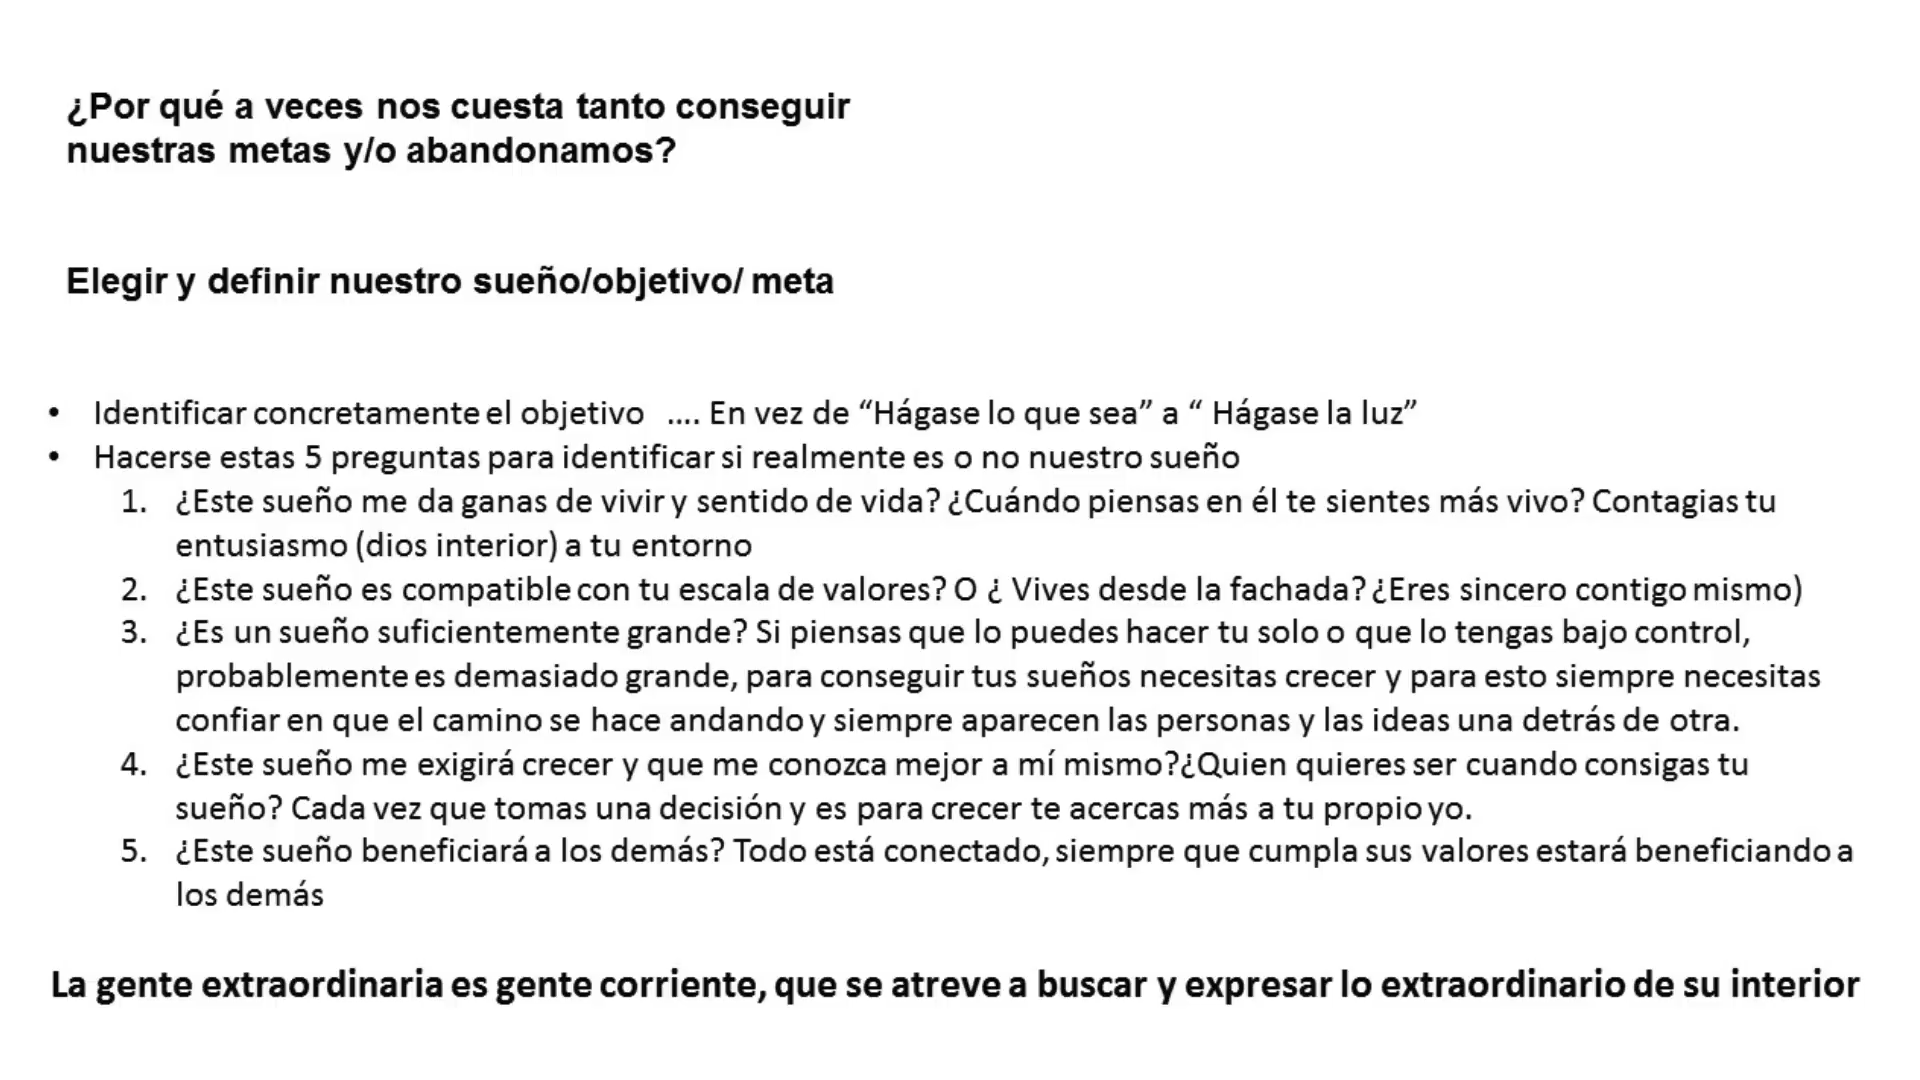 ¿Por qué a veces nos cuesta tanto conseguir
nuestras metas y/o abandonamos?
Elegir y definir nuestro sueño/objetivo/ meta
• Identificar concretamente el objetivo .... En vez de “Hágase lo que sea” a “ Hágase la luz”
• Hacerse estas 5 preguntas para identificar si realmente es o no nuestro sueño
1. ¿Este sueño me da ganas de vivir y sentido de vida? ¿Cuándo piensas en él te sientes más vivo? Contagias tu
entusiasmo (dios interior) a tu entorno
2. ¿Este sueño es compatible con tu escala de valores? O ¿ Vives desde la fachada? ¿Eres sincero contigo mismo)
3. ¿Es un sueño suficientemente grande? Si piensas que lo puedes hacer tu solo o que lo tengas bajo control,
probablemente es demasiado grande, para conseguir tus sueños necesitas crecer y para esto siempre necesitas
confiar en que el camino se hace andando y siempre aparecen las personas y las ideas una detrás de otra.
4. ¿Este sueño me exigirá crecer y que me conozca mejor a mí mismo?¿Quien quieres ser cuando consigas tu
sueño? Cada vez que tomas una decisión y es para crecer te acercas más a tu propio yo.
5. ¿Este sueño beneficiará a los demás? Todo está conectado, siempre que cumpla sus valores estará beneficiando a
los demás
La gente extraordinaria es gente corriente, que se atreve a buscar y expresar lo extraordinario de su interior